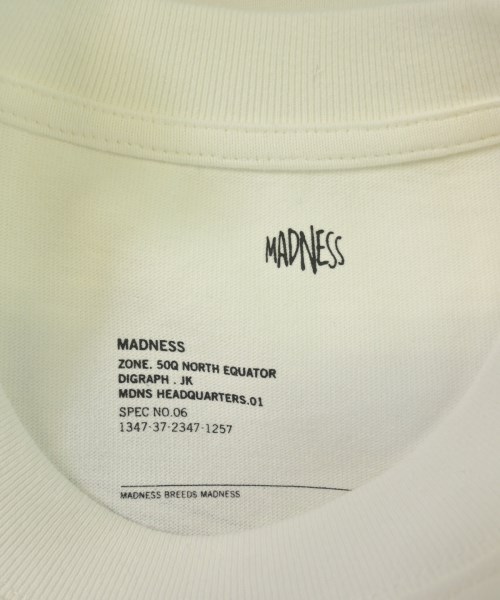 MADNESS
MADNESS
ZONE. 50Q NORTH EQUATOR
DIGRAPH . JK
MDNS HEADQUARTERS.01
SPEC NO.06
1347-37-2347-1257
MADNESS BREEDS MADNESS